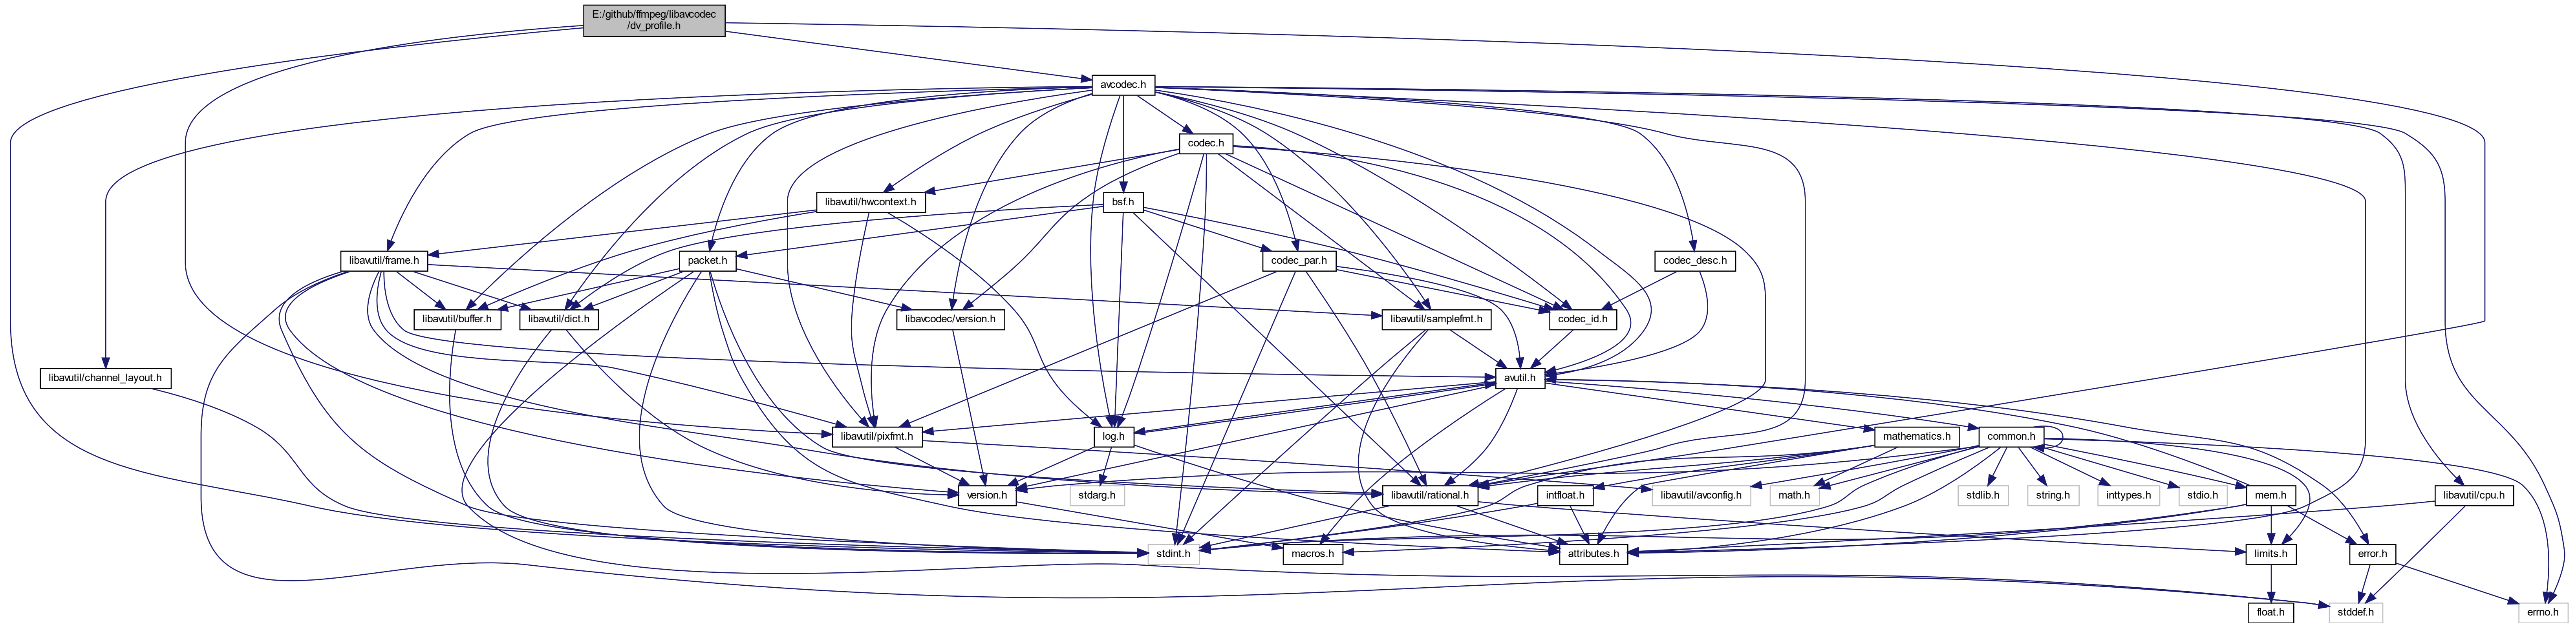 E:/github/ffmpeg/libavcodec
/dv_profile.h
avcodec.h
codec.h
libavutil/hwcontext.h
bsf.h
libavutil/frame.h
packet.h
codec_par.h
codec_desc.h
libavutil/buffer.h
libavutil/dict.h
libavcodec/version.h
libavutil/samplefmt.h
codec_id.h
libavutil/channel_layout.h
avutil.h
libavutil/pixfmt.h
log.h
mathematics.h
common.h
version.h
stdarg.h
libavutil/rational.h
intfloat.h
libavutil/avconfig.h
math.h
stdlib.h
string.h
inttypes.h
stdio.h
mem.h
libavutil/cpu.h
stdint.h
macros.h
attributes.h
limits.h
error.h
float.h
stddef.h
errno.h